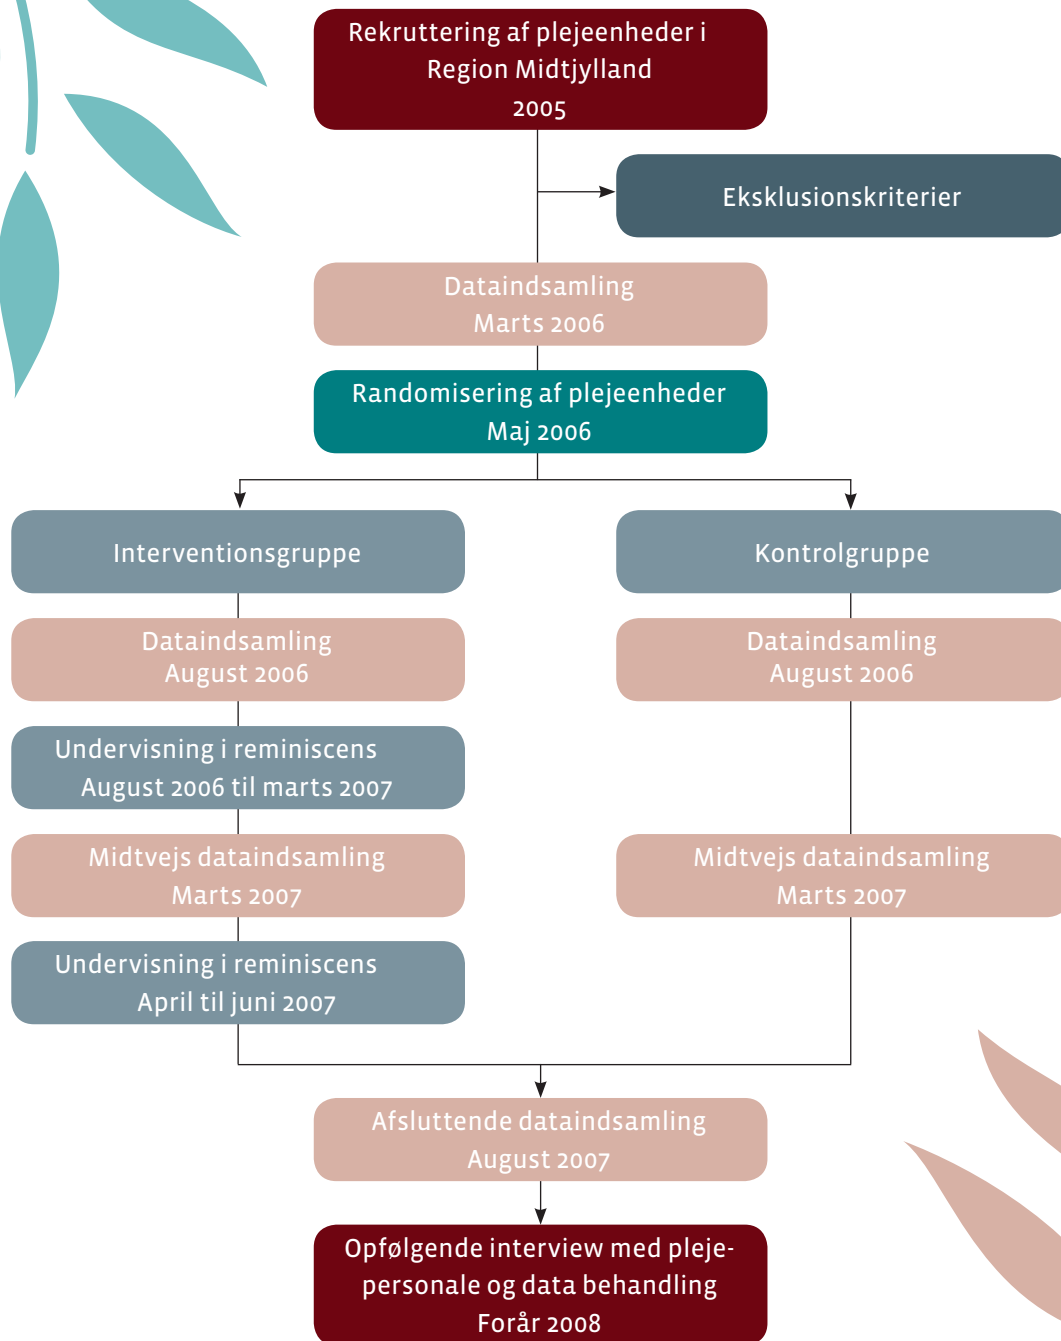 Rekruttering af plejeenheder i
Region Midtjylland
2005
Eksklusionskriterier
Dataindsamling
Marts 2006
Randomisering af plejeenheder
Maj 2006
Interventionsgruppe
Kontrolgruppe
Dataindsamling
August 2006
Dataindsamling
August 2006
Undervisning i reminiscens
August 2006 til marts 2007
Midtvejs dataindsamling
Marts 2007
Midtvejs dataindsamling
Marts 2007
Undervisning i reminiscens
April til juni 2007
Afsluttende dataindsamling
August 2007
Opfølgende interview med pleje-
personale og data behandling
Forår 2008